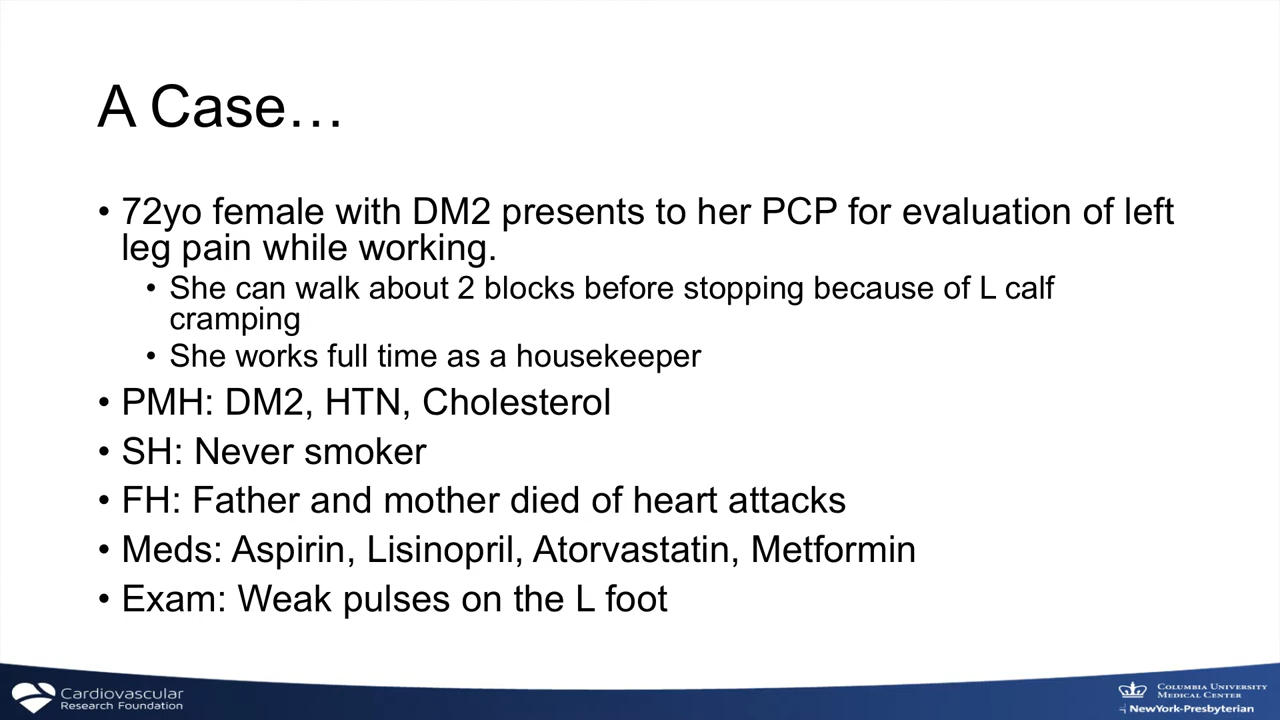 A Case…
• 72yo female with DM2 presents to her PCP for evaluation of left
leg pain while working.
• She can walk about 2 blocks before stopping because of L calf
cramping
• She works full time as a housekeeper
• PMH: DM2, HTN, Cholesterol
• SH: Never smoker
• FH: Father and mother died of heart attacks
• Meds: Aspirin, Lisinopril, Atorvastatin, Metformin
• Exam: Weak pulses on the L foot
Cardiovascular
Research Foundation
COLUMBIA UNIVERSITY
MEDICAL CENTER
NewYork-Presbyterian